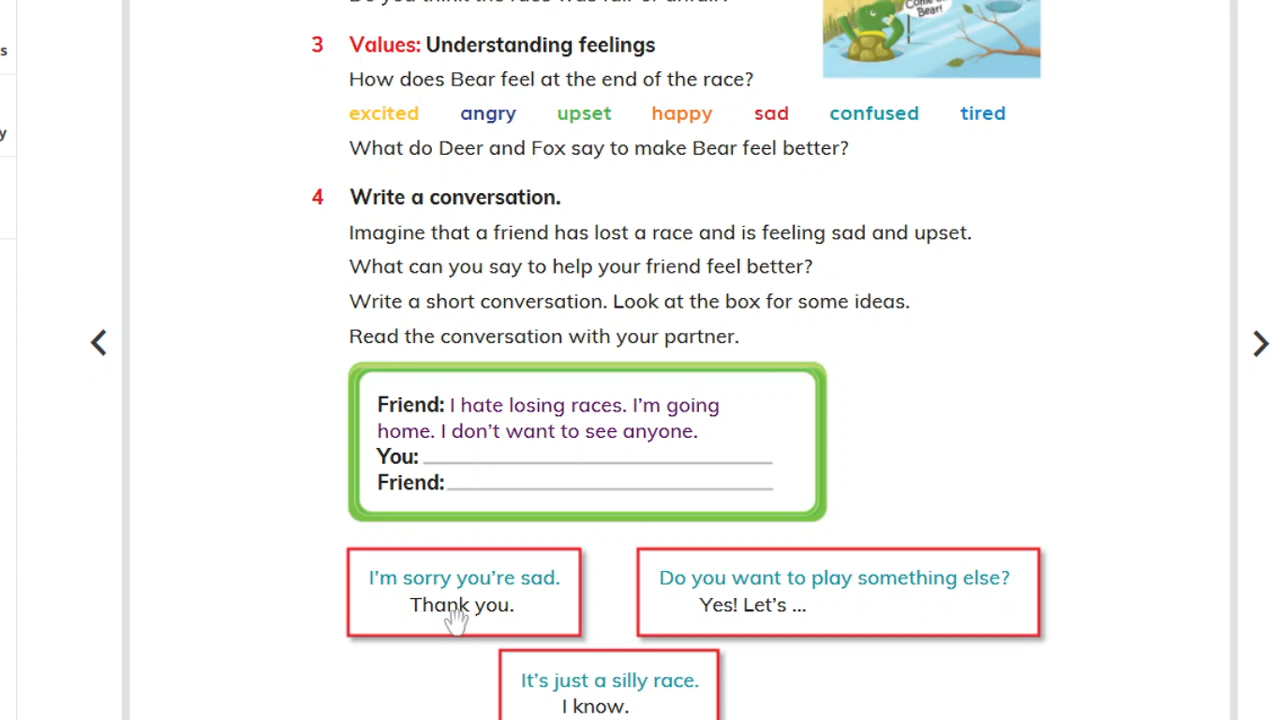 3 Values: Understanding feelings
How does Bear feel at the end of the race?
excited angry upset happy sad confused tired
What do Deer and Fox say to make Bear feel better?
4 Write a conversation.
Imagine that a friend has lost a race and is feeling sad and upset.
What can you say to help your friend feel better?
Write a short conversation. Look at the box for some ideas.
Read the conversation with your partner.
Friend: I hate losing races. I'm going
home. I don't want to see anyone.
You:
Friend:
I'm sorry you're sad.
Thank you.
Do you want to play something else?
Yes! Let's ...
It's just a silly race.
I know.
Bear!